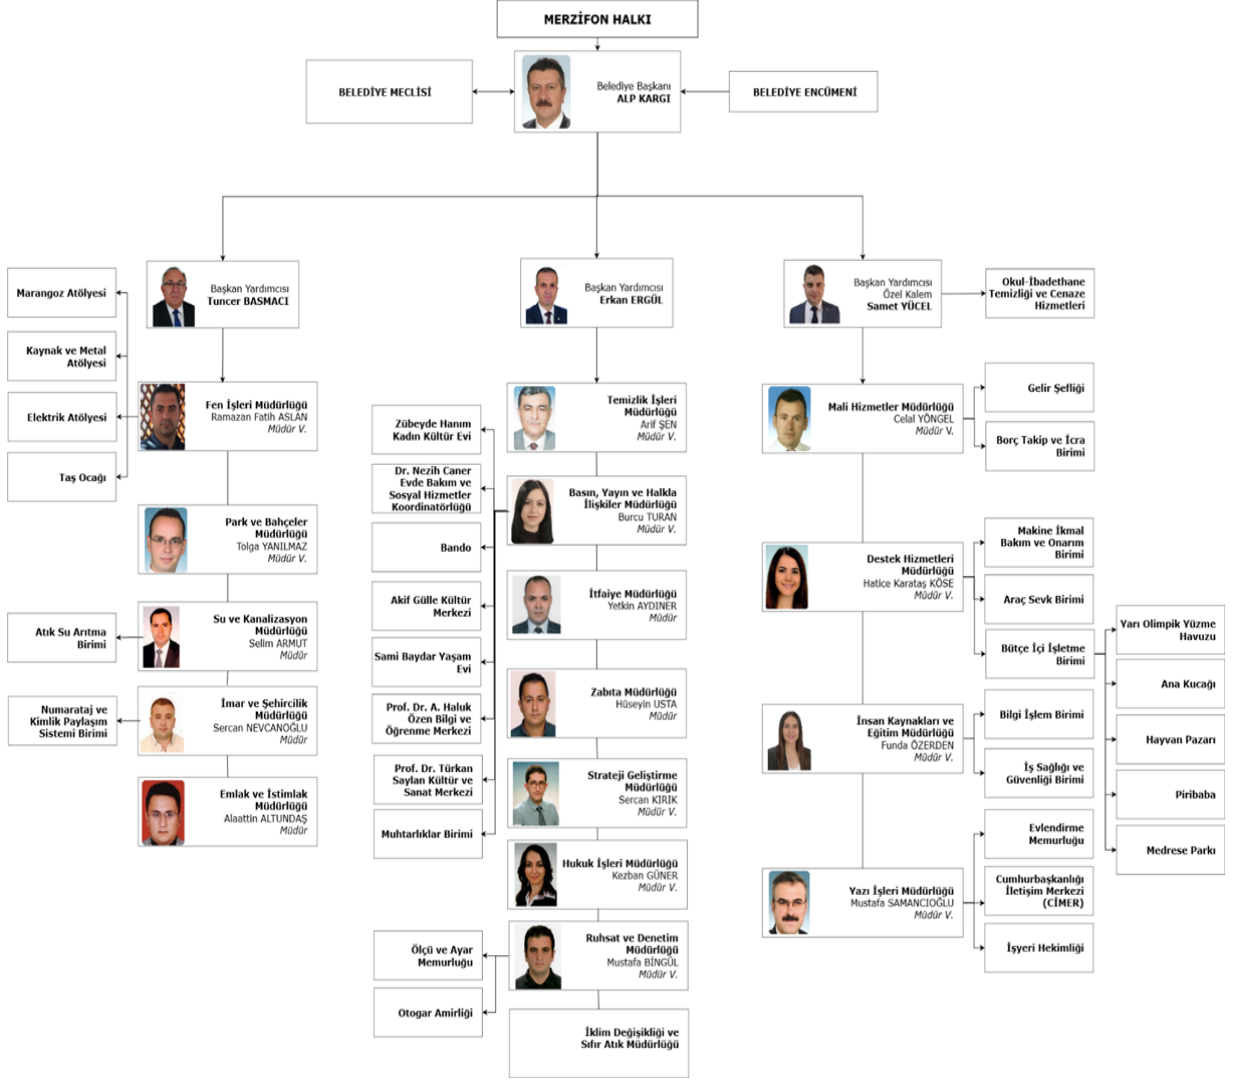 MERZİFON HALKI
BELEDİYE MECLİSİ
Belediye Başkanı
ALP KARGI
BELEDİYE ENCÜMENİ
Başkan Yardımcısı
Tuncer BASMACI
Başkan Yardımcısı
Erkan ERGÜL
Başkan Yardımcısı
Özel Kalem
Samet YÜCEL
Okul-İbadethane
Temizliği ve Cenaze
Hizmetleri
Marangoz Atölyesi
Kaynak ve Metal
Atölyesi
Elektrik Atölyesi
Taş Ocağı
Fen İşleri Müdürlüğü
Ramazan Fatih ASLAN
Müdür V.
Park ve Bahçeler
Müdürlüğü
Tolga YANILMAZ
Müdür V.
Atık Su Arıtma
Birimi
Su ve Kanalizasyon
Müdürlüğü
Selim ARMUT
Müdür
Numarataj ve
Kimlik Paylaşım
Sistemi Birimi
İmar ve Şehircilik
Müdürlüğü
Sercan NEVCANOĞLU
Müdür
Emlak ve İstimlak
Müdürlüğü
Alaattin ALTUNDAŞ
Müdür
Zübeyde Hanım
Kadın Kültür Evi
Dr. Nezih Caner
Evde Bakım ve
Sosyal Hizmetler
Koordinatörlüğü
Bando
Akif Gülle Kültür
Merkezi
Sami Baydar Yaşam
Evi
Prof. Dr. A. Haluk
Özen Bilgi ve
Öğrenme Merkezi
Prof. Dr. Türkan
Saylan Kültür ve
Sanat Merkezi
Muhtarlıklar Birimi
Temizlik İşleri
Müdürlüğü
Arif ŞEN
Müdür V.
Basın, Yayın ve Halkla
İlişkiler Müdürlüğü
Burcu TURAN
Müdür V.
İtfaiye Müdürlüğü
Yetkin AYDINER
Müdür
Zabıta Müdürlüğü
Hüseyin USTA
Müdür
Strateji Geliştirme
Müdürlüğü
Sercan KIRIK
Müdür V.
Hukuk İşleri Müdürlüğü
Kezban GÜNER
Müdür V.
Ölçü ve Ayar
Memurluğu
Otogar Amirliği
Ruhsat ve Denetim
Müdürlüğü
Mustafa BİNGÜL
Müdür V.
İklim Değişikliği ve
Sıfır Atık Müdürlüğü
Mali Hizmetler Müdürlüğü
Celal YÖNGEL
Müdür V.
Gelir Şefliği
Borç Takip ve İcra
Birimi
Destek Hizmetleri
Müdürlüğü
Hatice Karataş KÖSE
Müdür V.
Makine İkmal
Bakım ve Onarım
Birimi
Araç Sevk Birimi
Bütçe İçi İşletme
Birimi
Yarı Olimpik Yüzme
Havuzu
Ana Kucağı
Hayvan Pazarı
Piribaba
Medrese Parkı
İnsan Kaynakları ve
Eğitim Müdürlüğü
Funda ÖZERDEN
Müdür V.
Bilgi İşlem Birimi
İş Sağlığı ve
Güvenliği Birimi
Yazı İşleri Müdürlüğü
Mustafa SAMANCIOĞLU
Müdür V.
Evlendirme
Memurluğu
Cumhurbaşkanlığı
İletişim Merkezi
(CİMER)
İşyeri Hekimliği